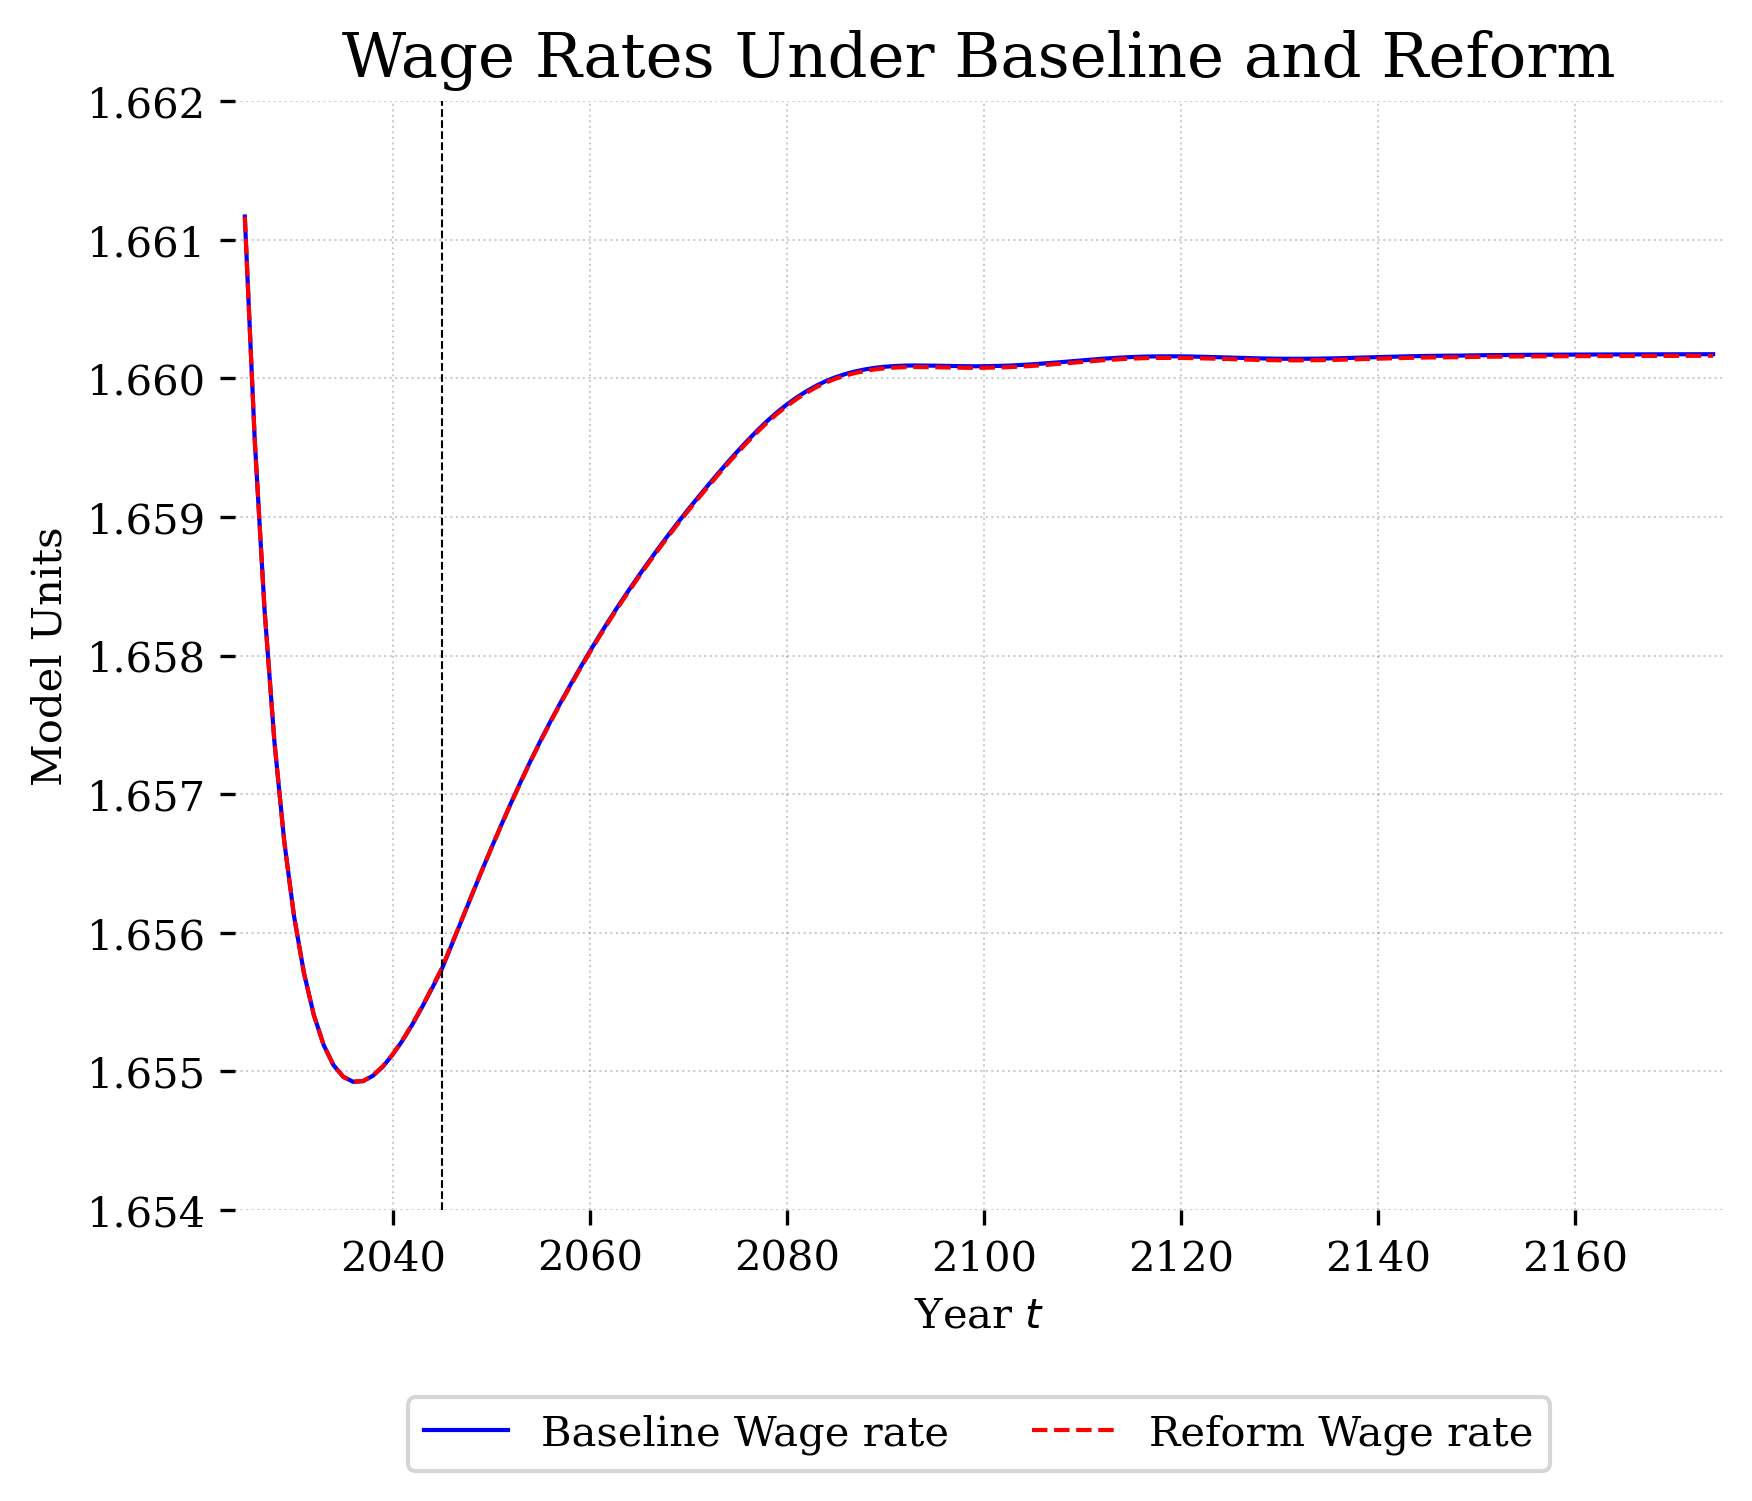 Wage Rates Under Baseline and Reform
1.662
1.661
1.660
1.659
1.658
1.657
1.656
1.655
1.654
Model Units
2040 2060 2080 2100 2120 2140 2160
Year t
Baseline Wage rate Reform Wage rate